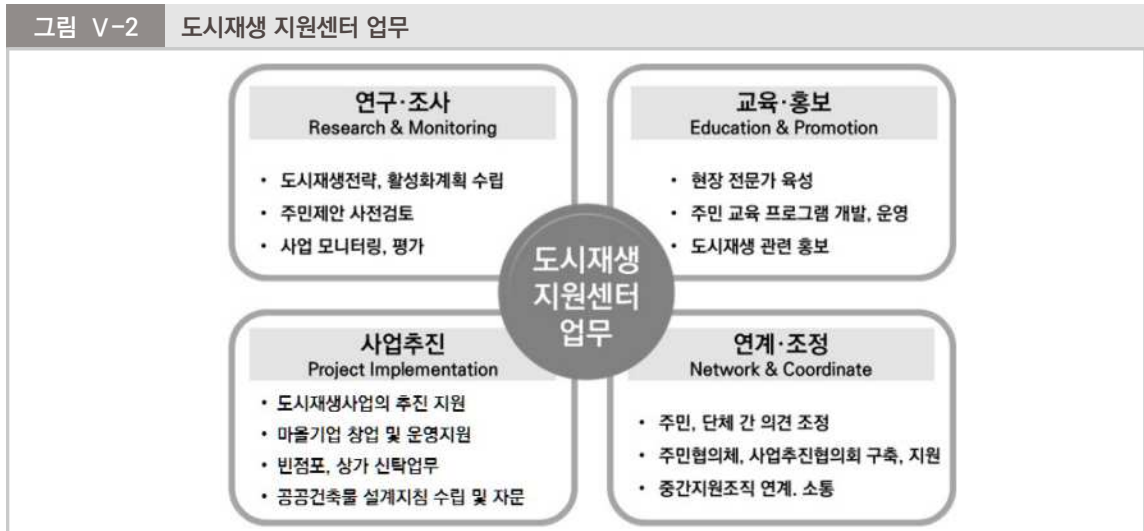 그림 Ⅴ-2 도시재생 지원센터 업무
연구·조사
Research & Monitoring
• 도시재생전략, 활성화계획 수립
• 주민제안 사전검토
• 사업 모니터링, 평가
교육·홍보
Education & Promotion
• 현장 전문가 육성
• 주민 교육 프로그램 개발, 운영
• 도시재생 관련 홍보
도시재생
지원센터
업무
사업추진
Project Implementation
• 도시재생사업의 추진 지원
• 마을기업 창업 및 운영지원
• 빈점포, 상가 신탁업무
• 공공건축물 설계지침 수립 및 자문
연계·조정
Network & Coordinate
• 주민, 단체 간 의견 조정
• 주민협의체, 사업추진협의회 구축, 지원
• 중간지원조직 연계. 소통